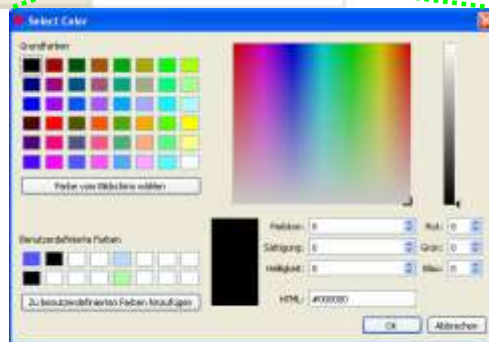 Select Color
Grundfarben
Farbe vom Bildschirm wählen
Benutzerdefinierte Farben
Zu benutzerdefinierten Farben hinzufügen
Farbton: 0
Sättigung: 0
Helligkeit: 0
Rot: 0
Grün: 0
Blau: 0
HTML: #000000
OK
Abbrechen